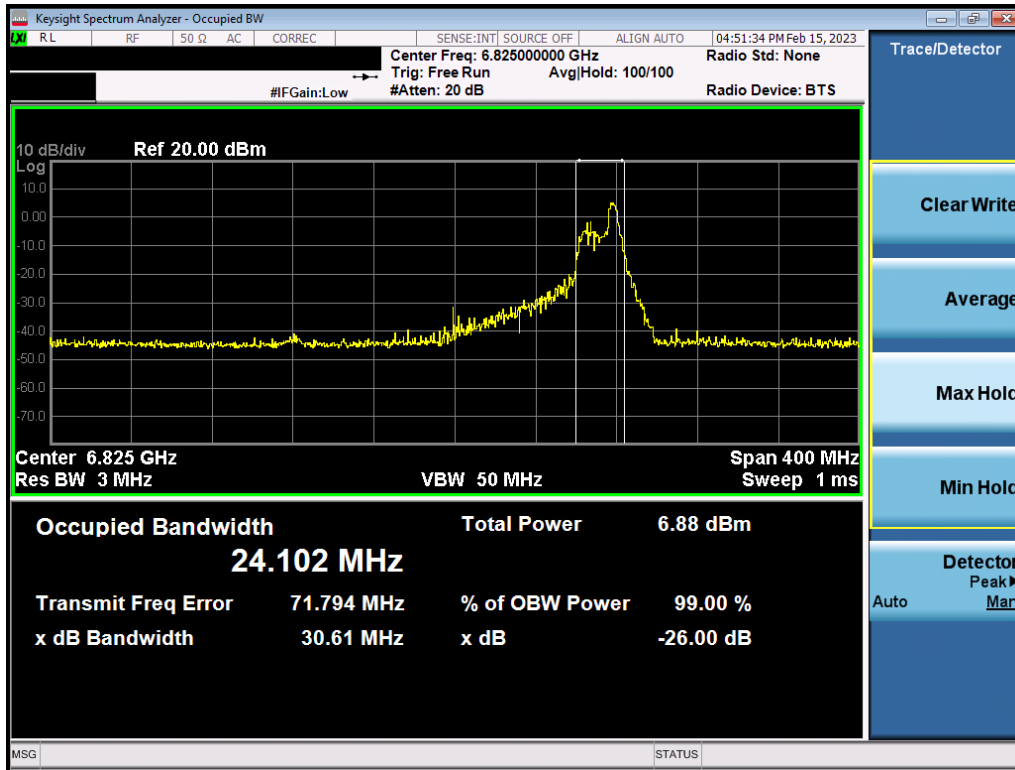 Keysight Spectrum Analyzer - Occupied BW
LXI RL RF 50 Ω AC CORREC SENSE:INT SOURCE OFF ALIGN AUTO 04:51:34 PM Feb 15, 2023
Center Freq: 6.825000000 GHz Radio Std: None
Trig: Free Run Avg|Hold: 100/100
#IFGain:Low #Atten: 20 dB Radio Device: BTS
10 dB/div Ref 20.00 dBm
Log
10.0
0.00
-10.0
-20.0
-30.0
-40.0
-50.0
-60.0
-70.0
Center 6.825 GHz Span 400 MHz
Res BW 3 MHz VBW 50 MHz Sweep 1 ms
Occupied Bandwidth Total Power 6.88 dBm
24.102 MHz
Transmit Freq Error 71.794 MHz % of OBW Power 99.00 %
x dB Bandwidth 30.61 MHz x dB -26.00 dB
MSG STATUS
Trace/Detector
Clear Write
Average
Max Hold
Min Hold
Detector
Peak▶
Auto Man